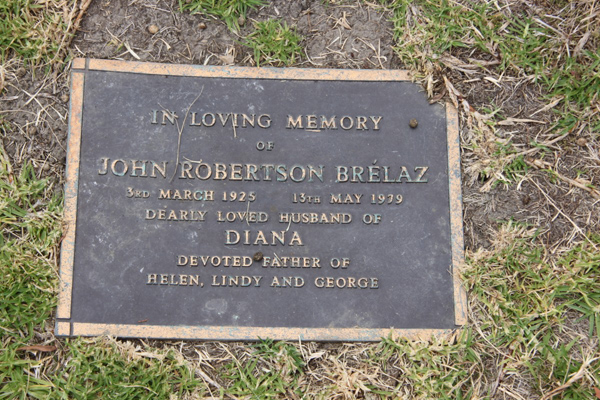 IN LOVING MEMORY
OF
JOHN ROBERTSON BRÉLAZ
3RD MARCH 1925 13TH MAY 1979
DEARLY LOVED HUSBAND OF
DIANA
DEVOTED FATHER OF
HELEN, LINDY AND GEORGE